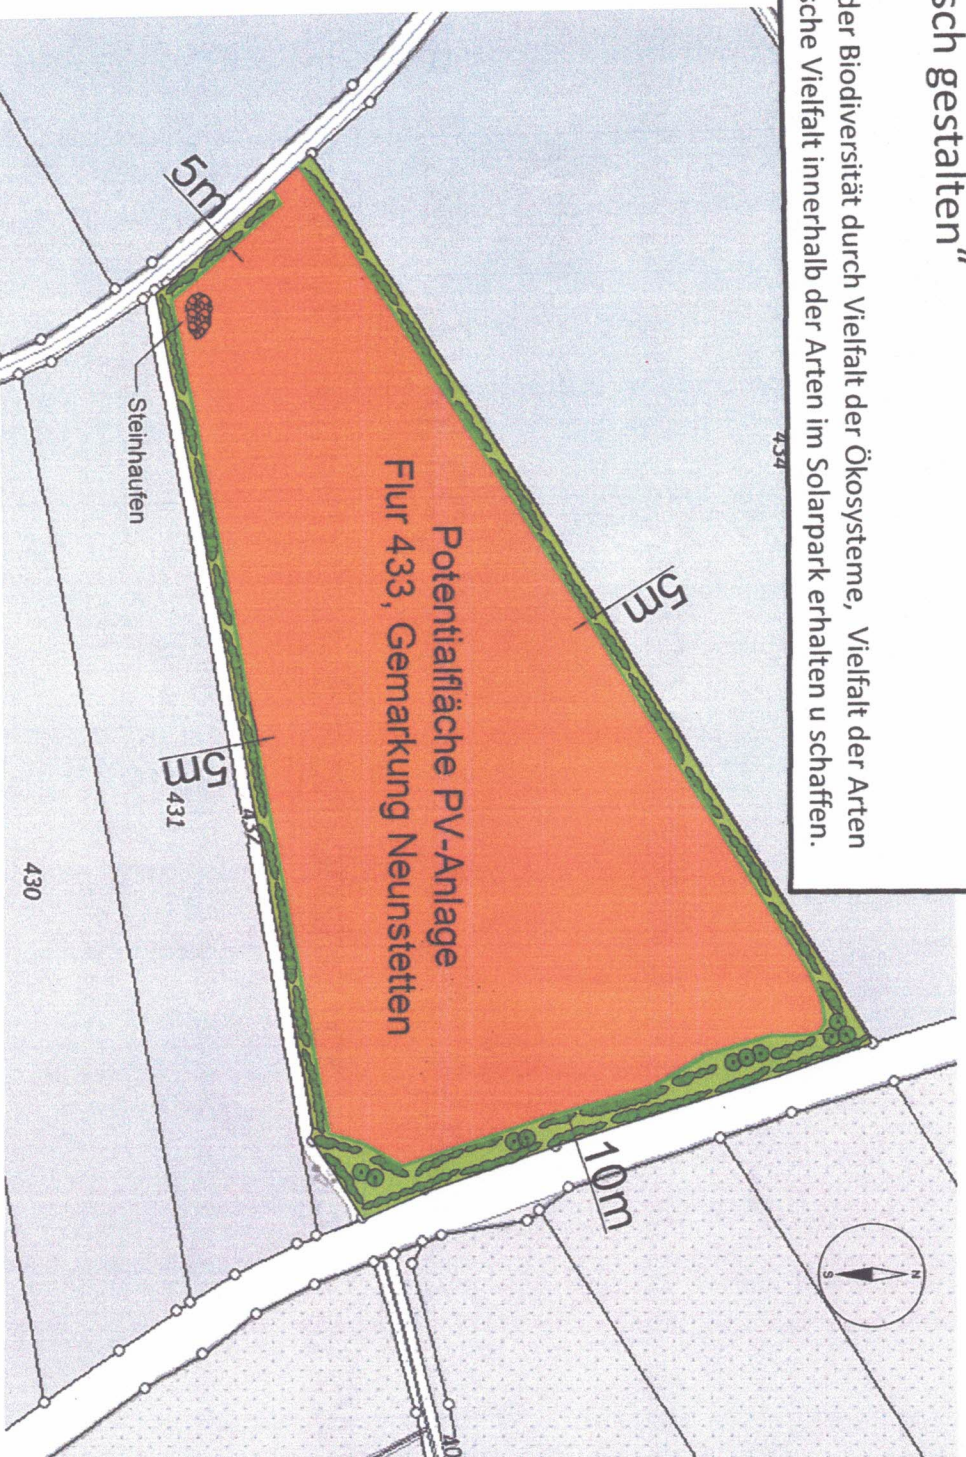 sch gestalten“
der Biodiversität durch Vielfalt der Ökosysteme, Vielfalt der Arten
sche Vielfalt innerhalb der Arten im Solarpark erhalten u schaffen.
434
5m
5m
Potentialfläche PV-Anlage
Flur 433, Gemarkung Neunstetten
10m
N
S
Steinhaufen
5m
432
431
430
40